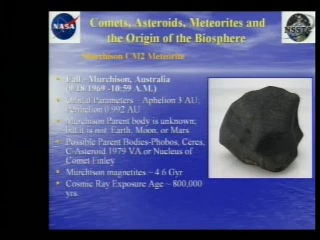 NASA
Comets, Asteroids, Meteorites and
the Origin of the Biosphere
NSSTC
Murchison CM2 Meteorite
Fall - Murchison, Australia
1969 -10:59 A.M.)
Orbital Parameters - Aphelion 3 AU;
Perihelion 0.992 AU
Murchison Parent body is unknown;
but it is not Earth, Moon, or Mars
Possible Parent Bodies-Phobos, Ceres,
C-Asteroid 1979 VA or Nucleus of
Comet Finley
Murchison magnetites ~ 4.6 Gyr
Cosmic Ray Exposure Age ~ 800,000
yrs.